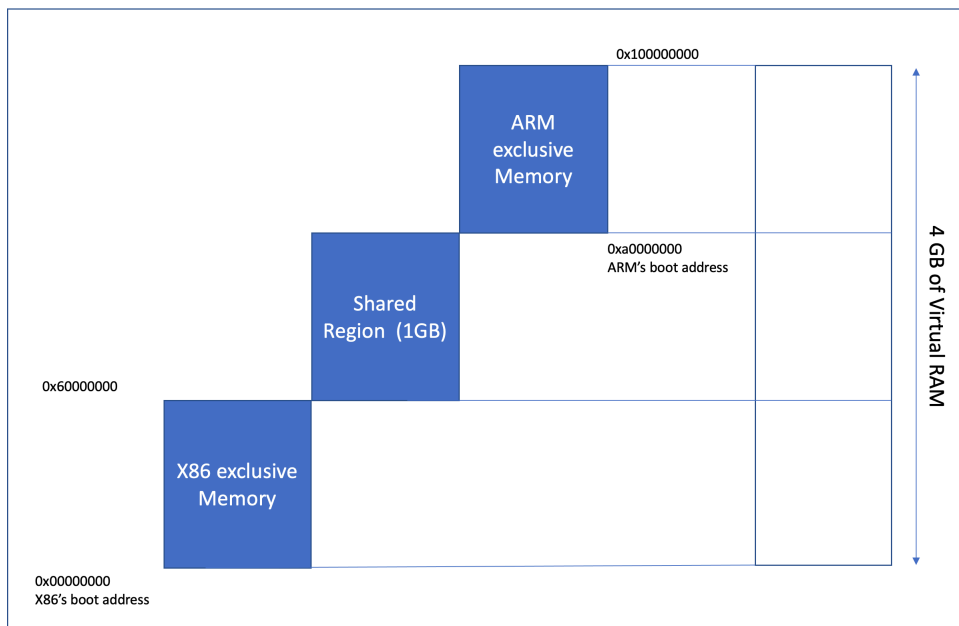 0x100000000
ARM
exclusive
Memory
0xa0000000
ARM's boot address
4 GB of Virtual RAM
Shared
Region (1GB)
0x60000000
X86 exclusive
Memory
0x00000000
X86's boot address